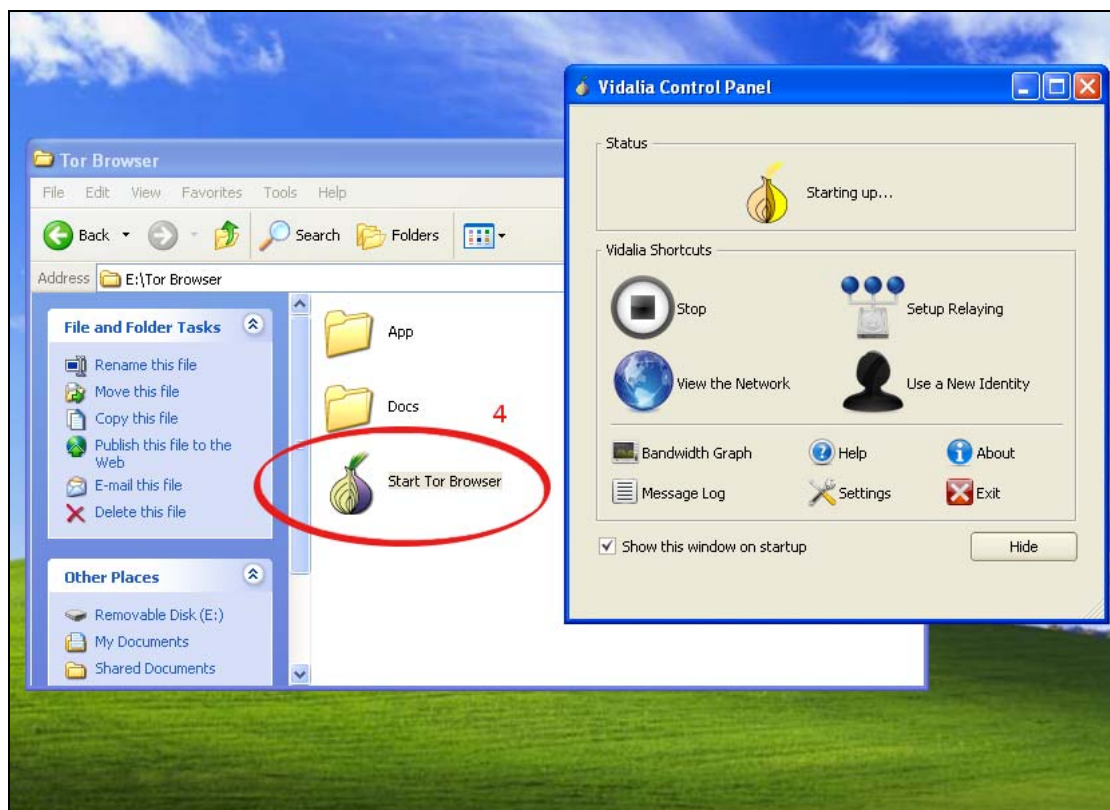 Tor Browser
File Edit View Favorites Tools Help
Back Search Folders
Address E:\Tor Browser
File and Folder Tasks
Rename this file
Move this file
Copy this file
Publish this file to the
Web
E-mail this file
Delete this file
Other Places
Removable Disk (E:)
My Documents
Shared Documents
App
Docs
4
Start Tor Browser
Vidalia Control Panel
Status
Starting up...
Vidalia Shortcuts
Stop Setup Relaying
View the Network Use a New Identity
Bandwidth Graph Help About
Message Log Settings Exit
Show this window on startup Hide